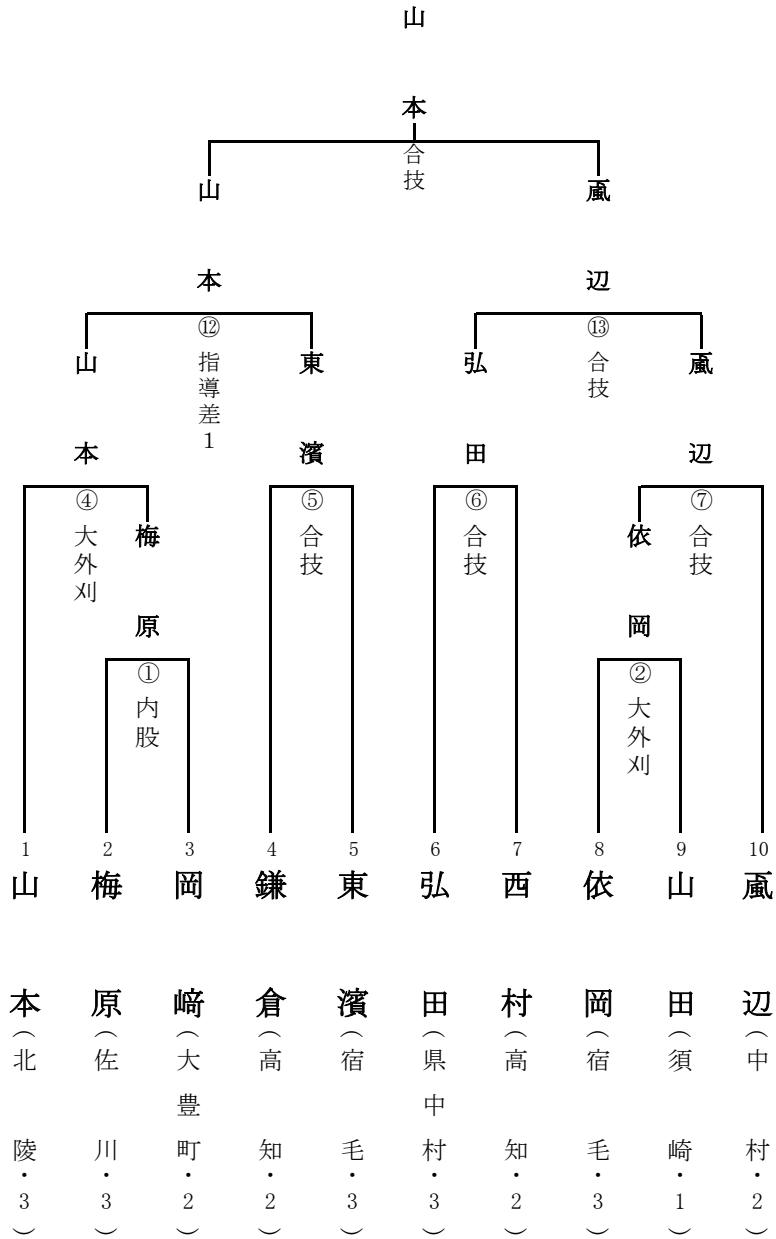 山本
合技
山本
辺
⑫
指導差1
⑬
合技
山本
東濱
弘田
辺
④
大外刈
⑤
合技
⑥
合技
⑦
合技
梅原
依岡
①
内股
②
大外刈
1
山本(北陵・3)
2
梅原(佐川・3)
3
岡﨑(大豊町・2)
4
鎌倉(高知・2)
5
東濱(宿毛・3)
6
弘田(県中村・3)
7
西村(高知・2)
8
依岡(宿毛・3)
9
山田(須崎・1)
10
辺(中村・2)